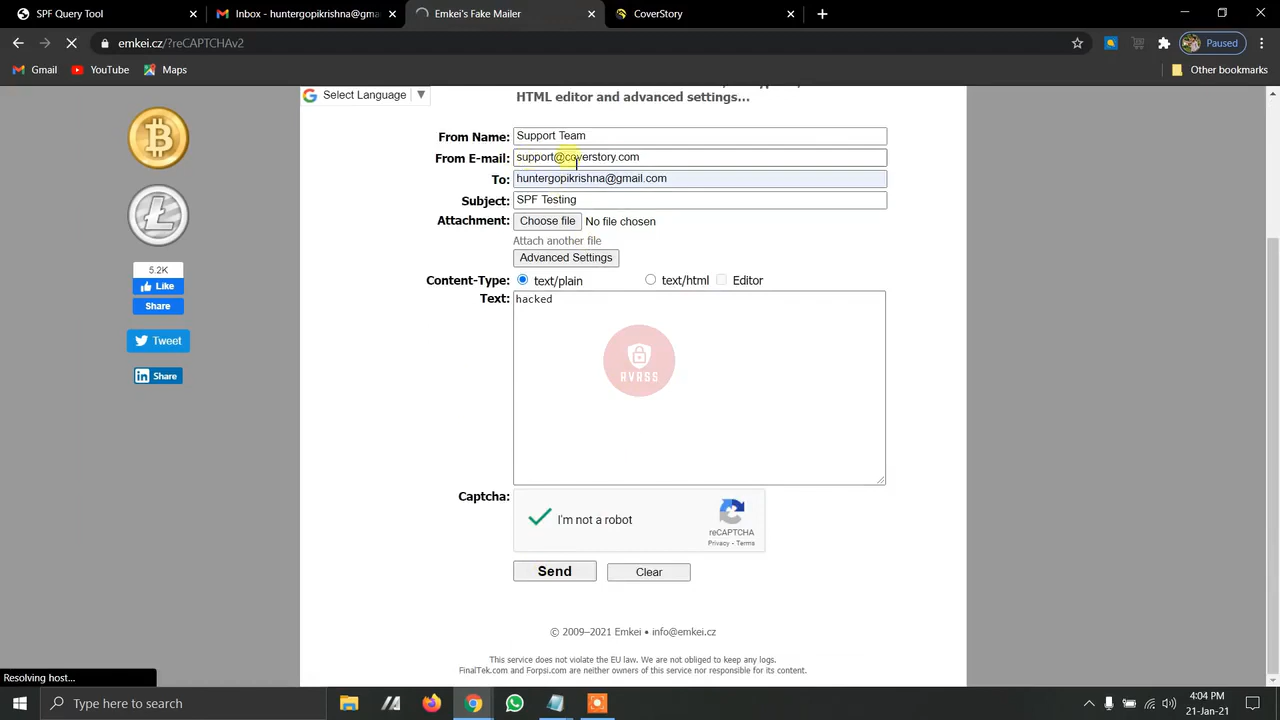 SPF Query Tool
Inbox - huntergopikrishna@gma
Emkei's Fake Mailer
CoverStory
emkei.cz/?reCAPTCHAv2
Paused
Gmail
YouTube
Maps
Other bookmarks
Select Language
HTML editor and advanced settings...
From Name: Support Team
From E-mail: support@coverstory.com
To: huntergopikrishna@gmail.com
Subject: SPF Testing
Attachment: Choose file No file chosen
Attach another file
Advanced Settings
Content-Type: text/plain text/html Editor
Text: hacked
5.2K
Like
Share
Tweet
Share
RVRSS
Captcha: I'm not a robot
reCAPTCHA
Privacy - Terms
Send Clear
© 2009–2021 Emkei • info@emkei.cz
This service does not violate the EU law. We are not obliged to keep any logs.
FinalTek.com and Forpsi.com are neither owners of this service nor responsible for its content.
Resolving host...
Type here to search
4:04 PM
21-Jan-21